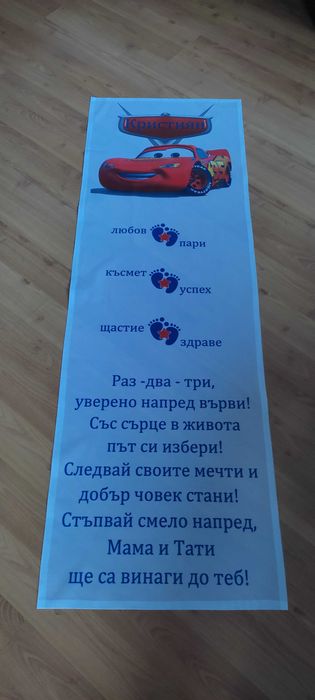 Кристиян
любов
пари
късмет
успех
щастие
здраве
Раз -два - три,
уверено напред върви!
Със сърце в живота
път си избери!
Следвай своите мечти и
добър човек стани!
Стъпвай смело напред,
Мама и Тати
ще са винаги до теб!